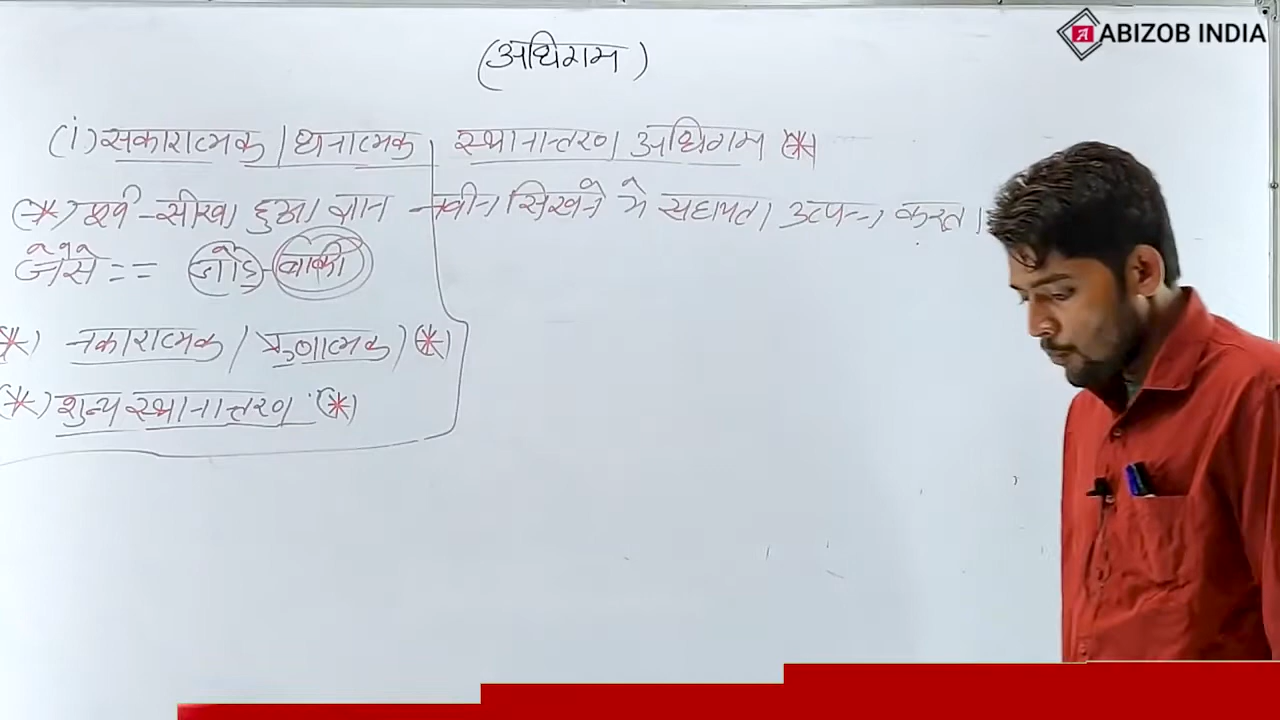 ABIZOB INDIA
(अधिगम)
(i) सकारात्मक / धनात्मक स्थानान्तरण अधिगम (*)
(*) पूर्व सीखा हुआ ज्ञान नवीन सिखने मे सहायता उत्पन्न करता
जैसे == जोड़ - बाकी
*) नकारात्मक / ऋणात्मक) (*)
(*) शुन्य स्थानान्तरण (*)